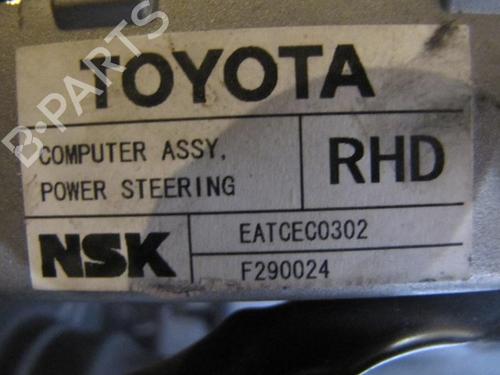 TOYOTA
COMPUTER ASSY,
POWER STEERING
RHD
NSK
EATCEC0302
F290024
B-PARTS